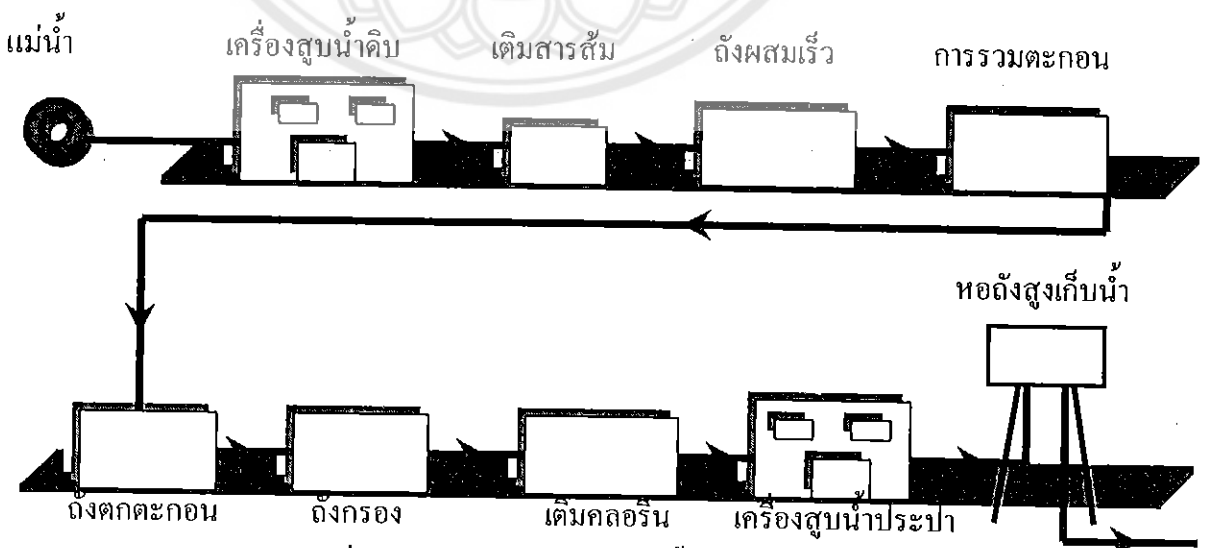 แม่น้ำ
เครื่องสูบน้ำดิบ
เติมสารส้ม
ถังผสมเร็ว
การรวมตะกอน
หอถังสูงเก็บน้ำ
ถังตกตะกอน
ถังกรอง
เติมคลอรีน
เครื่องสูบน้ำประปา